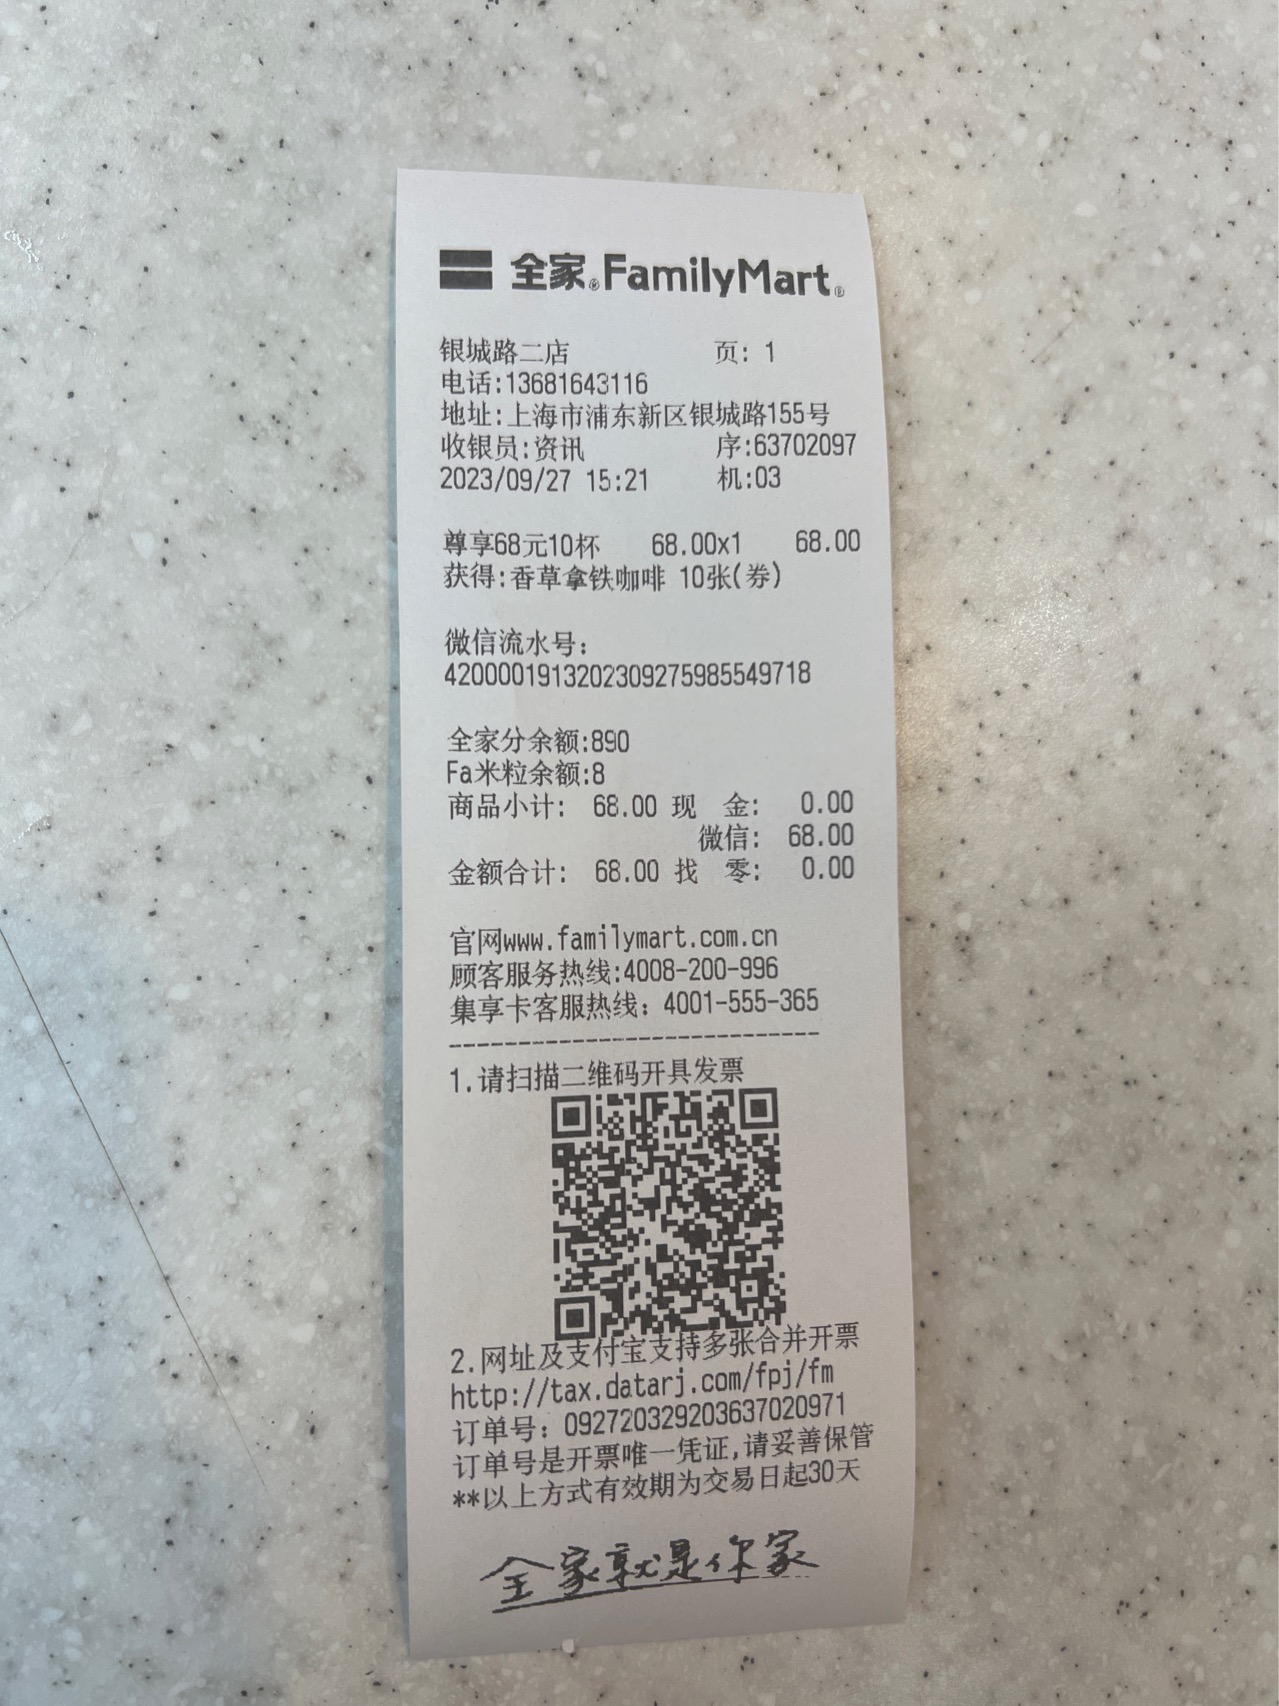 全家®FamilyMart®
银城路二店 页: 1
电话:13681643116
地址:上海市浦东新区银城路155号
收银员:资讯 序:63702097
2023/09/27 15:21 机:03
尊享68元10杯 68.00x1 68.00
获得:香草拿铁咖啡 10张(券)
微信流水号:
4200001913202309275985549718
全家分余额:890
Fa米粒余额:8
商品小计: 68.00 现 金: 0.00
微信: 68.00
金额合计: 68.00 找 零: 0.00
官网www.familymart.com.cn
顾客服务热线:4008-200-996
集享卡客服热线: 4001-555-365
----------------------------
1.请扫描二维码开具发票
2.网址及支付宝支持多张合并开票
http://tax.datarj.com/fpj/fm
订单号: 092720329203637020971
订单号是开票唯一凭证,请妥善保管
**以上方式有效期为交易日起30天
全家就是你家